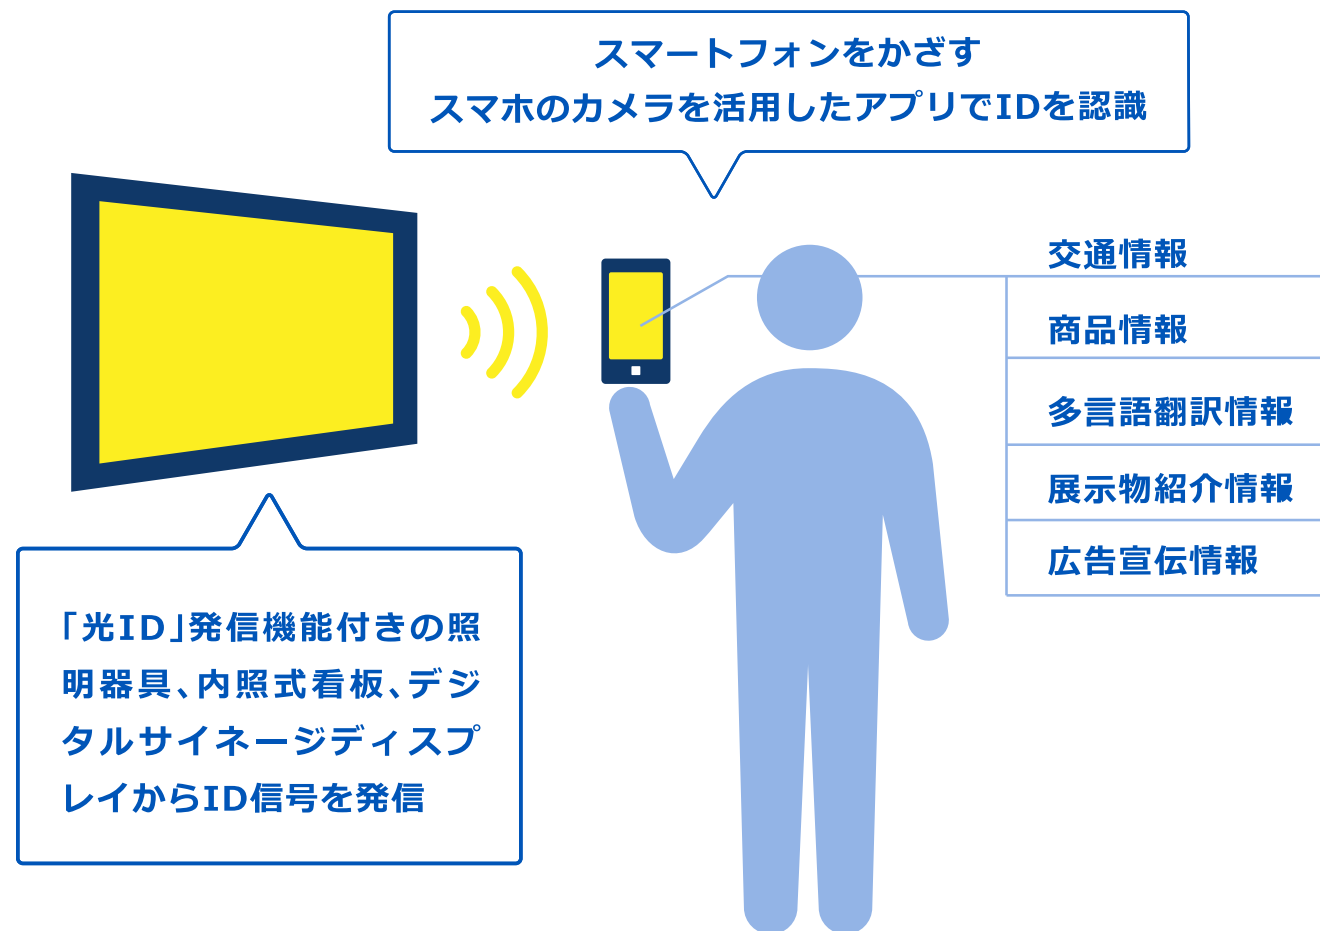 スマートフォンをかざす
スマホのカメラを活用したアプリでIDを認識
交通情報
商品情報
多言語翻訳情報
展示物紹介情報
広告宣伝情報
「光ID」発信機能付きの照
明器具、内照式看板、デジ
タルサイネージディスプ
レイからID信号を発信